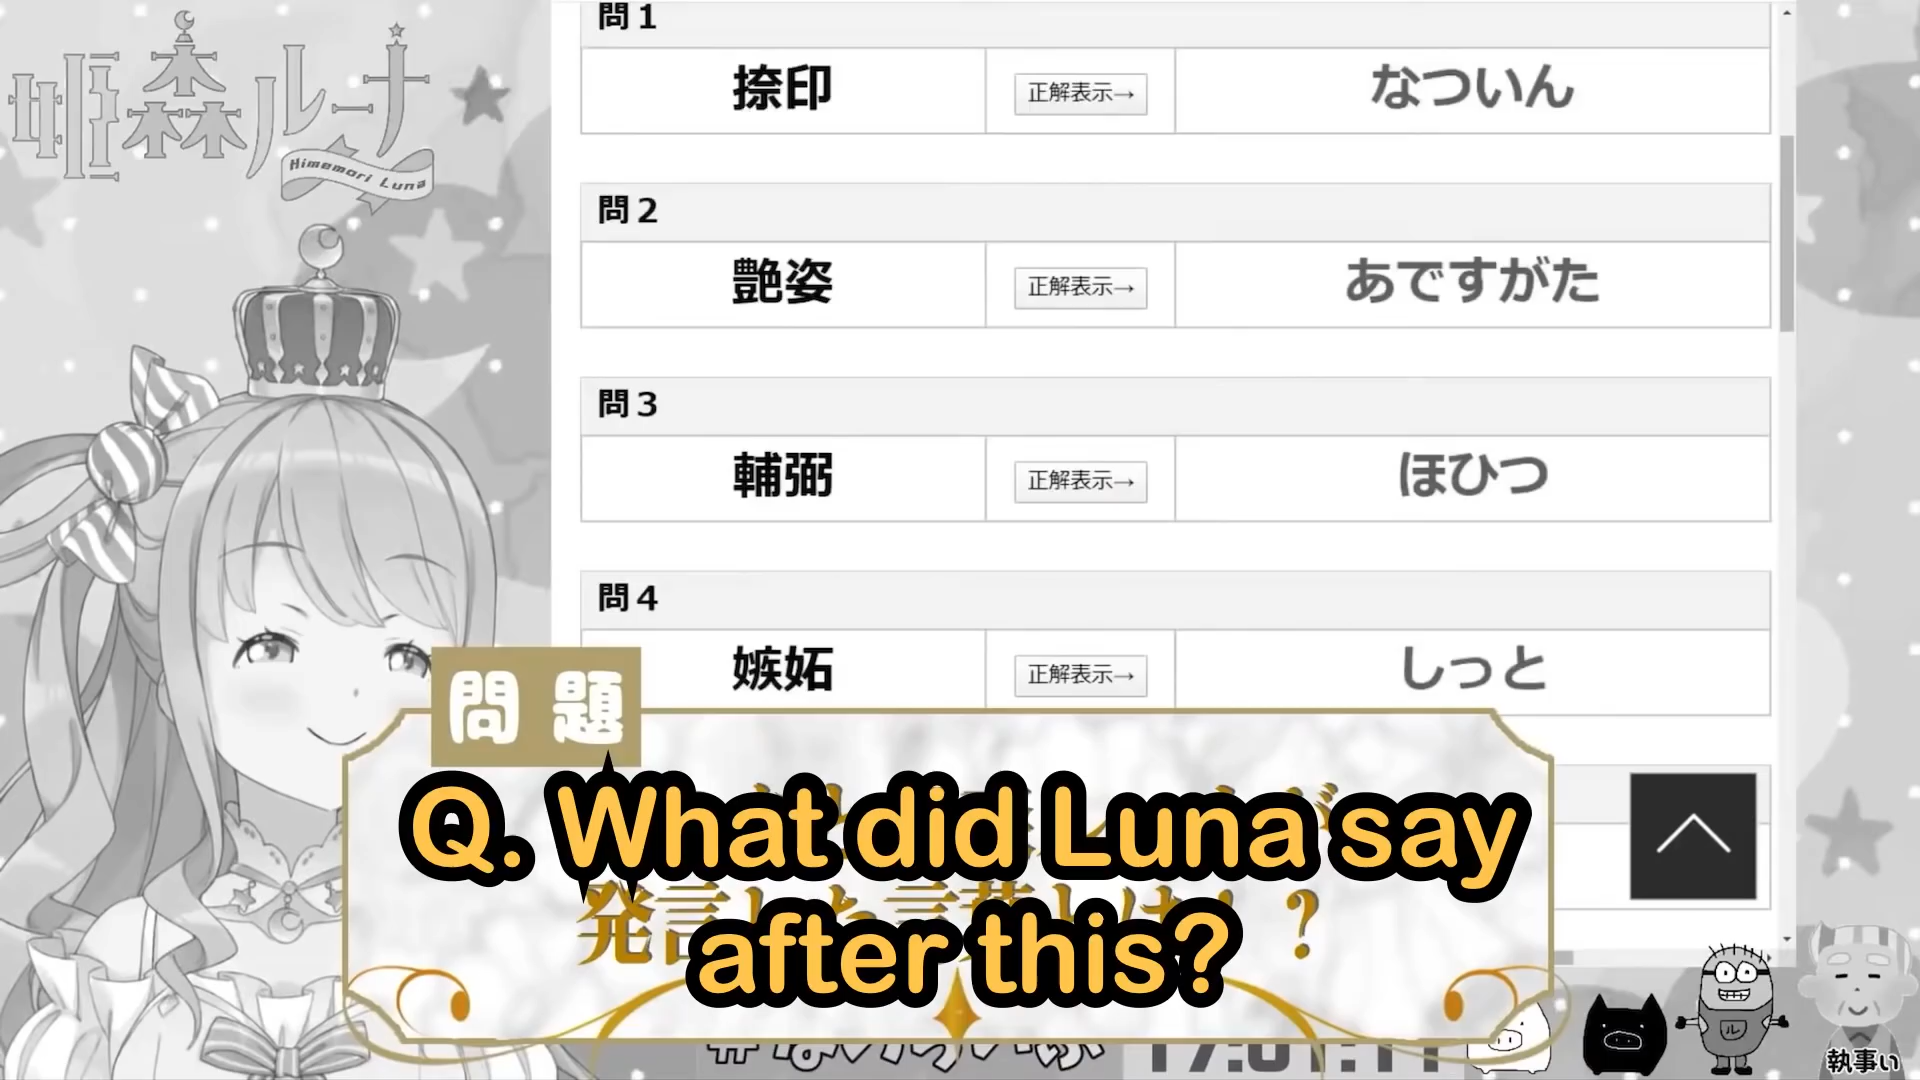 姫森ルーナ
Himemori Luna
問1
捺印
正解表示→
なついん
問2
艶姿
正解表示→
あですがた
問3
輔弼
正解表示→
ほひつ
問4
嫉妬
正解表示→
しっと
問題
Q. What did Luna say
after this?
執事い